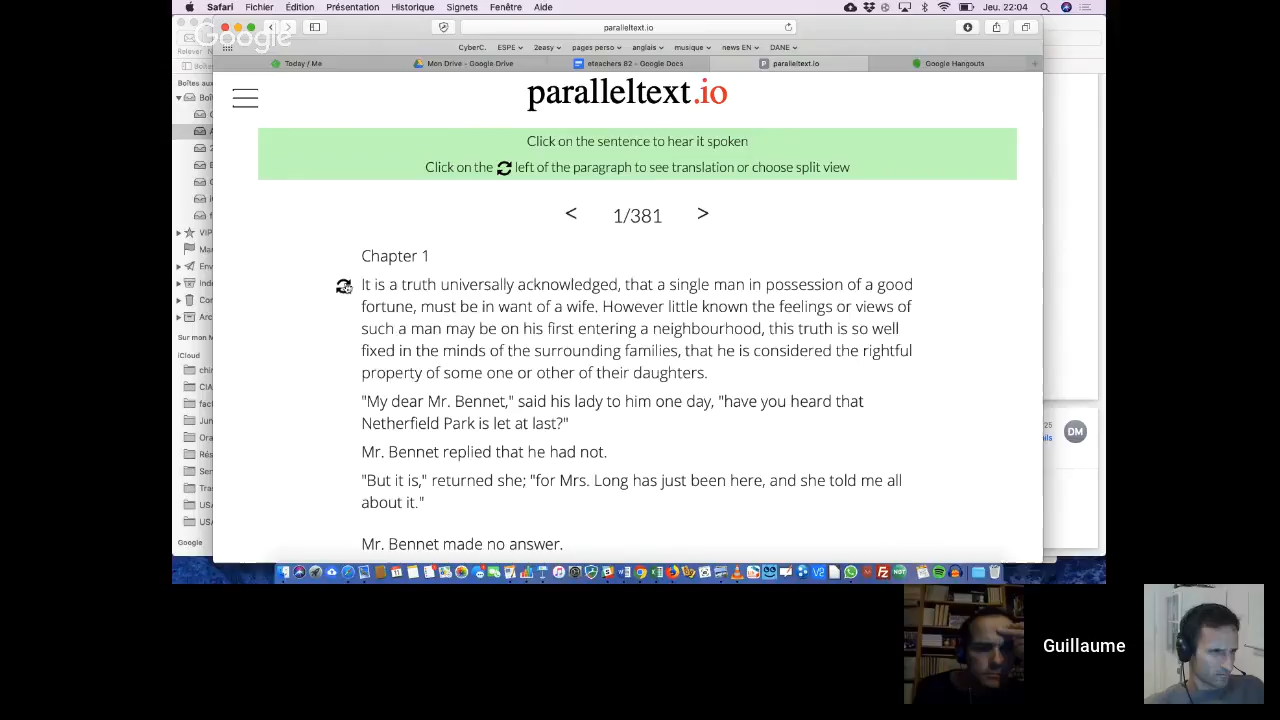 Safari Fichier Édition Présentation Historique Signets Fenêtre Aide Jeu. 22:04
Google
paralleltext.io
CyberC. ESPE 2easy pages perso anglais musique news EN DANE
Today / Me Mon Drive - Google Drive eteachers 82 - Google Docs paralleltext.io Google Hangouts
Relever
Boîtes aux
VIP
Sur mon M
iCloud
Google
DM
paralleltext.io
Click on the sentence to hear it spoken
Click on the left of the paragraph to see translation or choose split view
< 1/381 >
Chapter 1
It is a truth universally acknowledged, that a single man in possession of a good
fortune, must be in want of a wife. However little known the feelings or views of
such a man may be on his first entering a neighbourhood, this truth is so well
fixed in the minds of the surrounding families, that he is considered the rightful
property of some one or other of their daughters.
"My dear Mr. Bennet," said his lady to him one day, "have you heard that
Netherfield Park is let at last?"
Mr. Bennet replied that he had not.
"But it is," returned she; "for Mrs. Long has just been here, and she told me all
about it."
Mr. Bennet made no answer.
Guillaume